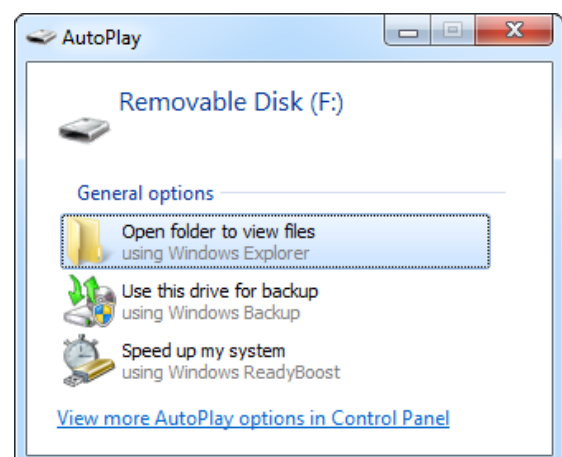 AutoPlay
Removable Disk (F:)
General options
Open folder to view files
using Windows Explorer
Use this drive for backup
using Windows Backup
Speed up my system
using Windows ReadyBoost
View more AutoPlay options in Control Panel